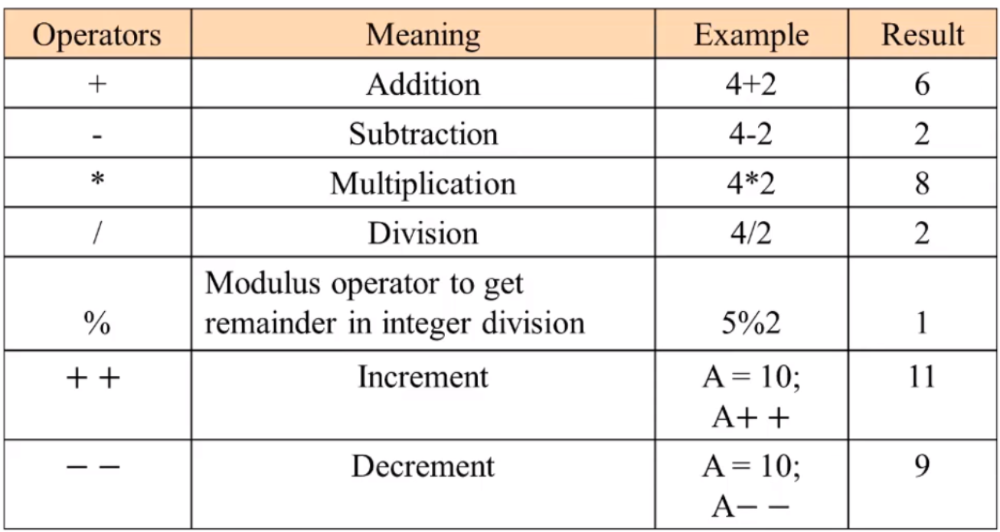 Operators Meaning Example Result
+ Addition 4+2 6
- Subtraction 4-2 2
* Multiplication 4*2 8
/ Division 4/2 2
Modulus operator to get
% remainder in integer division 5%2 1
+ + Increment A = 10; 11
A+ +
− − Decrement A = 10; 9
A− −